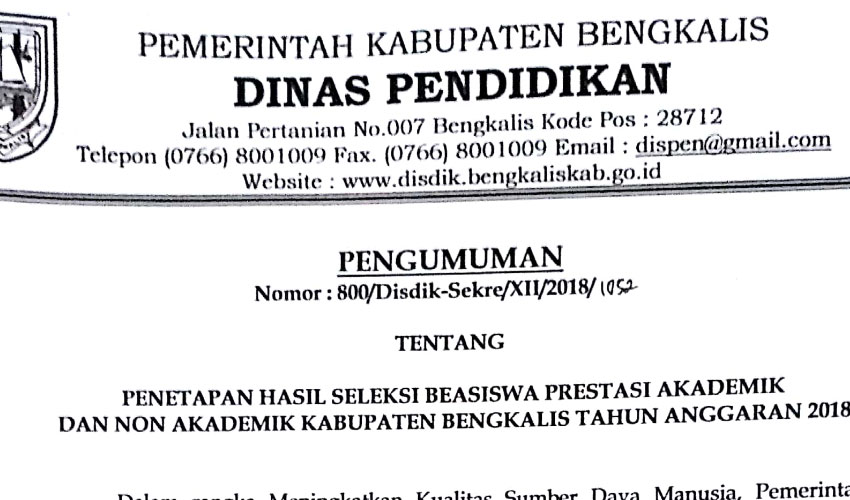 PEMERINTAH KABUPATEN BENGKALIS
DINAS PENDIDIKAN
Jalan Pertanian No.007 Bengkalis Kode Pos : 28712
Telepon (0766) 8001009 Fax. (0766) 8001009 Email : dispen@gmail.com
Website : www.disdik.bengkaliskab.go.id
PENGUMUMAN
Nomor : 800/Disdik-Sekre/XII/2018/1052
TENTANG
PENETAPAN HASIL SELEKSI BEASISWA PRESTASI AKADEMIK
DAN NON AKADEMIK KABUPATEN BENGKALIS TAHUN ANGGARAN 2018
Dalam rangka Meningkatkan Kualitas Sumber Daya Manusia, Pemerinta